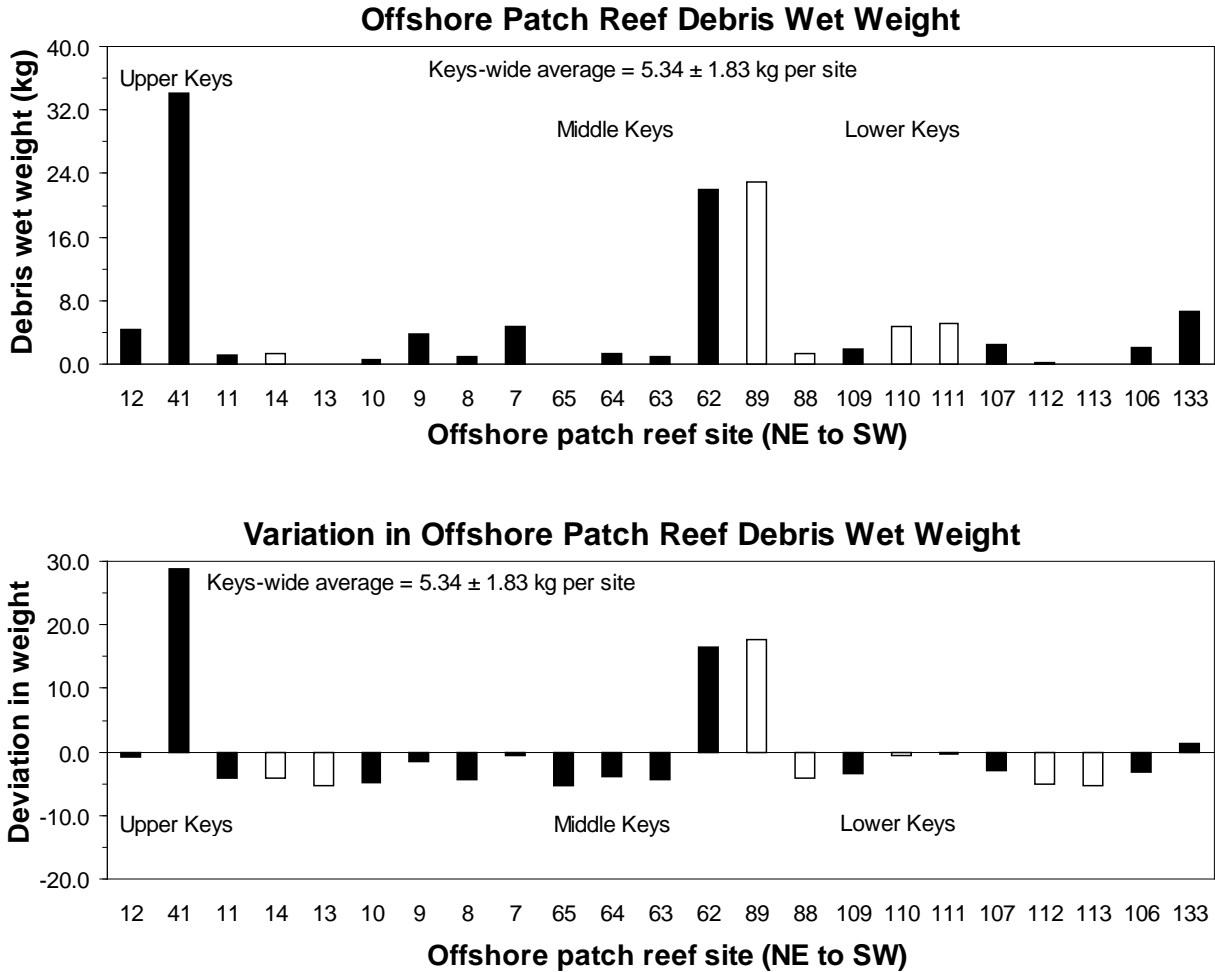 Offshore Patch Reef Debris Wet Weight
Debris wet weight (kg)
40.0
32.0
24.0
16.0
8.0
0.0
Upper Keys
Keys-wide average = 5.34 ± 1.83 kg per site
Middle Keys
Lower Keys
12 41 11 14 13 10 9 8 7 65 64 63 62 89 88 109 110 111 107 112 113 106 133
Offshore patch reef site (NE to SW)
Variation in Offshore Patch Reef Debris Wet Weight
Deviation in weight
30.0
20.0
10.0
0.0
-10.0
-20.0
Keys-wide average = 5.34 ± 1.83 kg per site
Upper Keys
Middle Keys
Lower Keys
12 41 11 14 13 10 9 8 7 65 64 63 62 89 88 109 110 111 107 112 113 106 133
Offshore patch reef site (NE to SW)